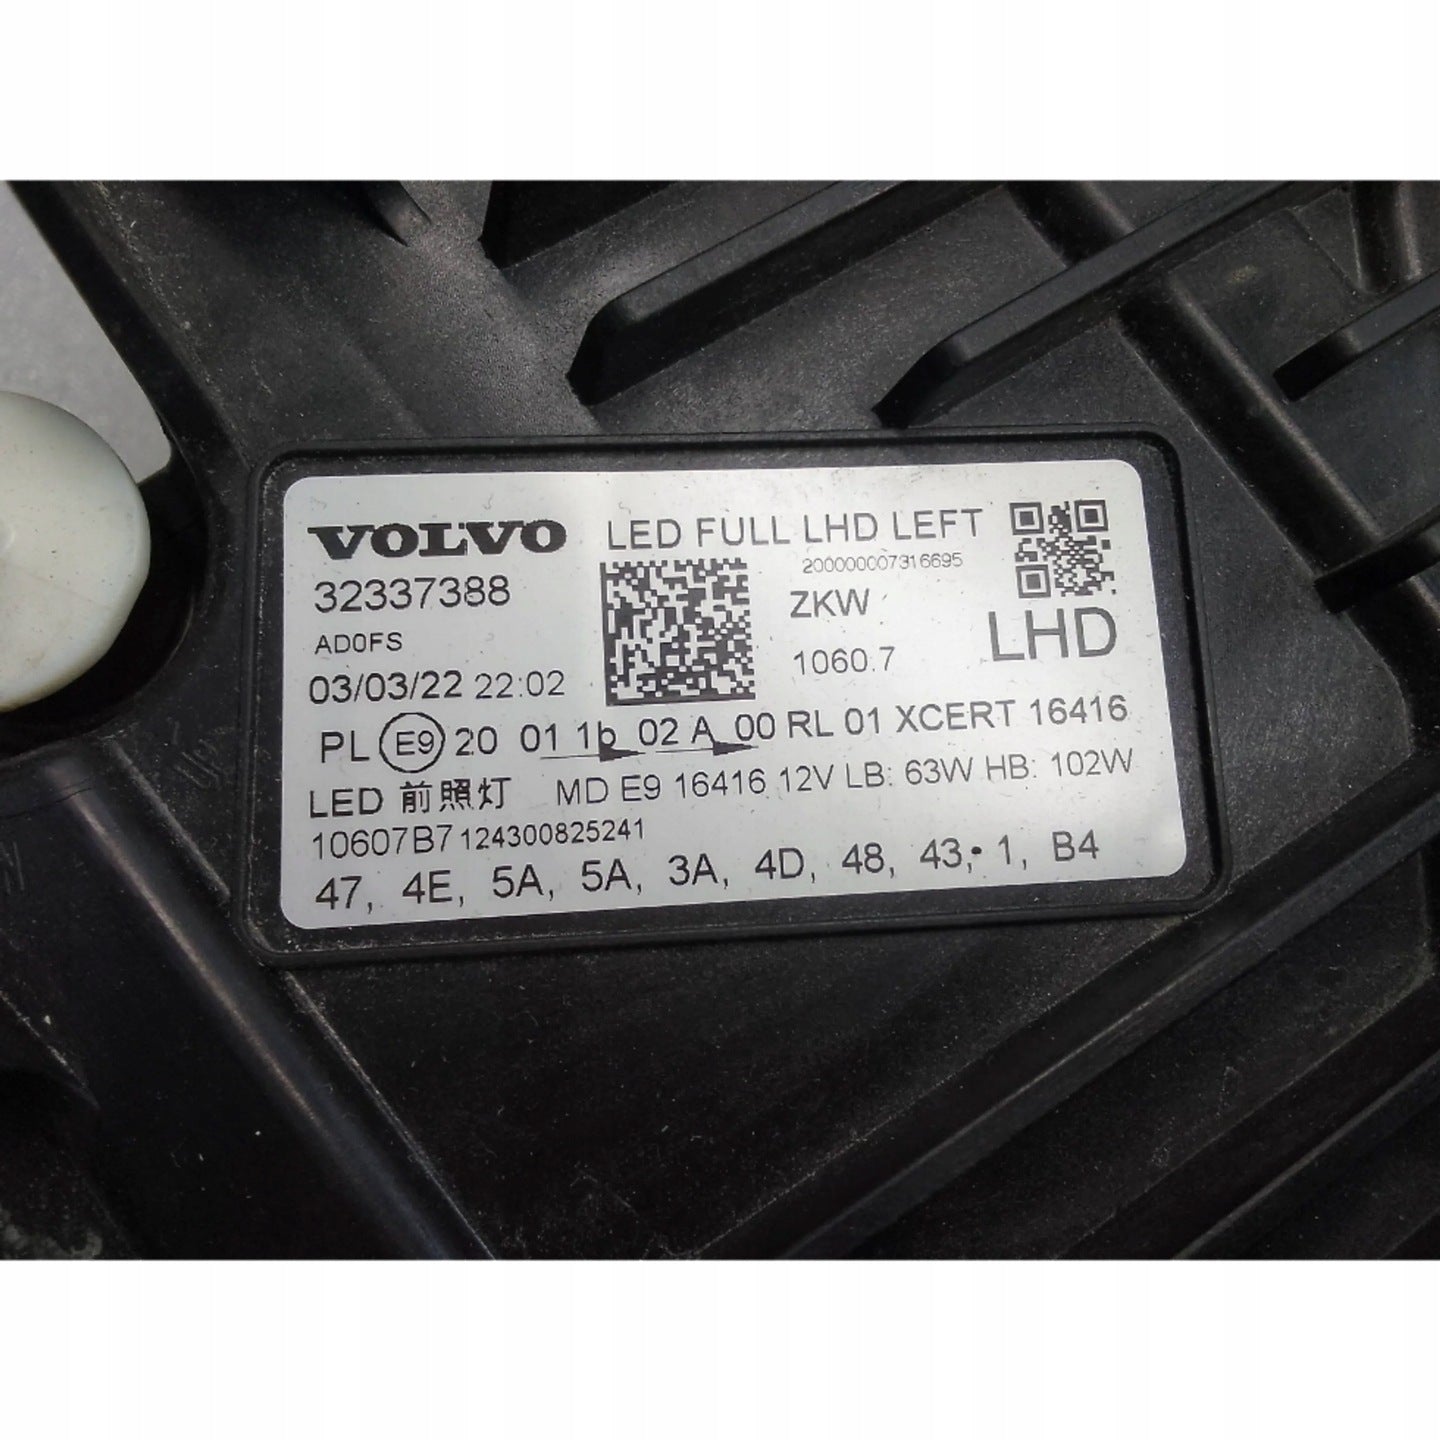 VOLVO LED FULL LHD LEFT
32337388 200000007316695
AD0FS ZKW LHD
03/03/22 22:02 1060.7
PL E9 20 01 1b 02 A 00 RL 01 XCERT 16416
LED 前照灯 MD E9 16416 12V LB: 63W HB: 102W
10607B7124300825241
47, 4E, 5A, 5A, 3A, 4D, 48, 43, 1, B4